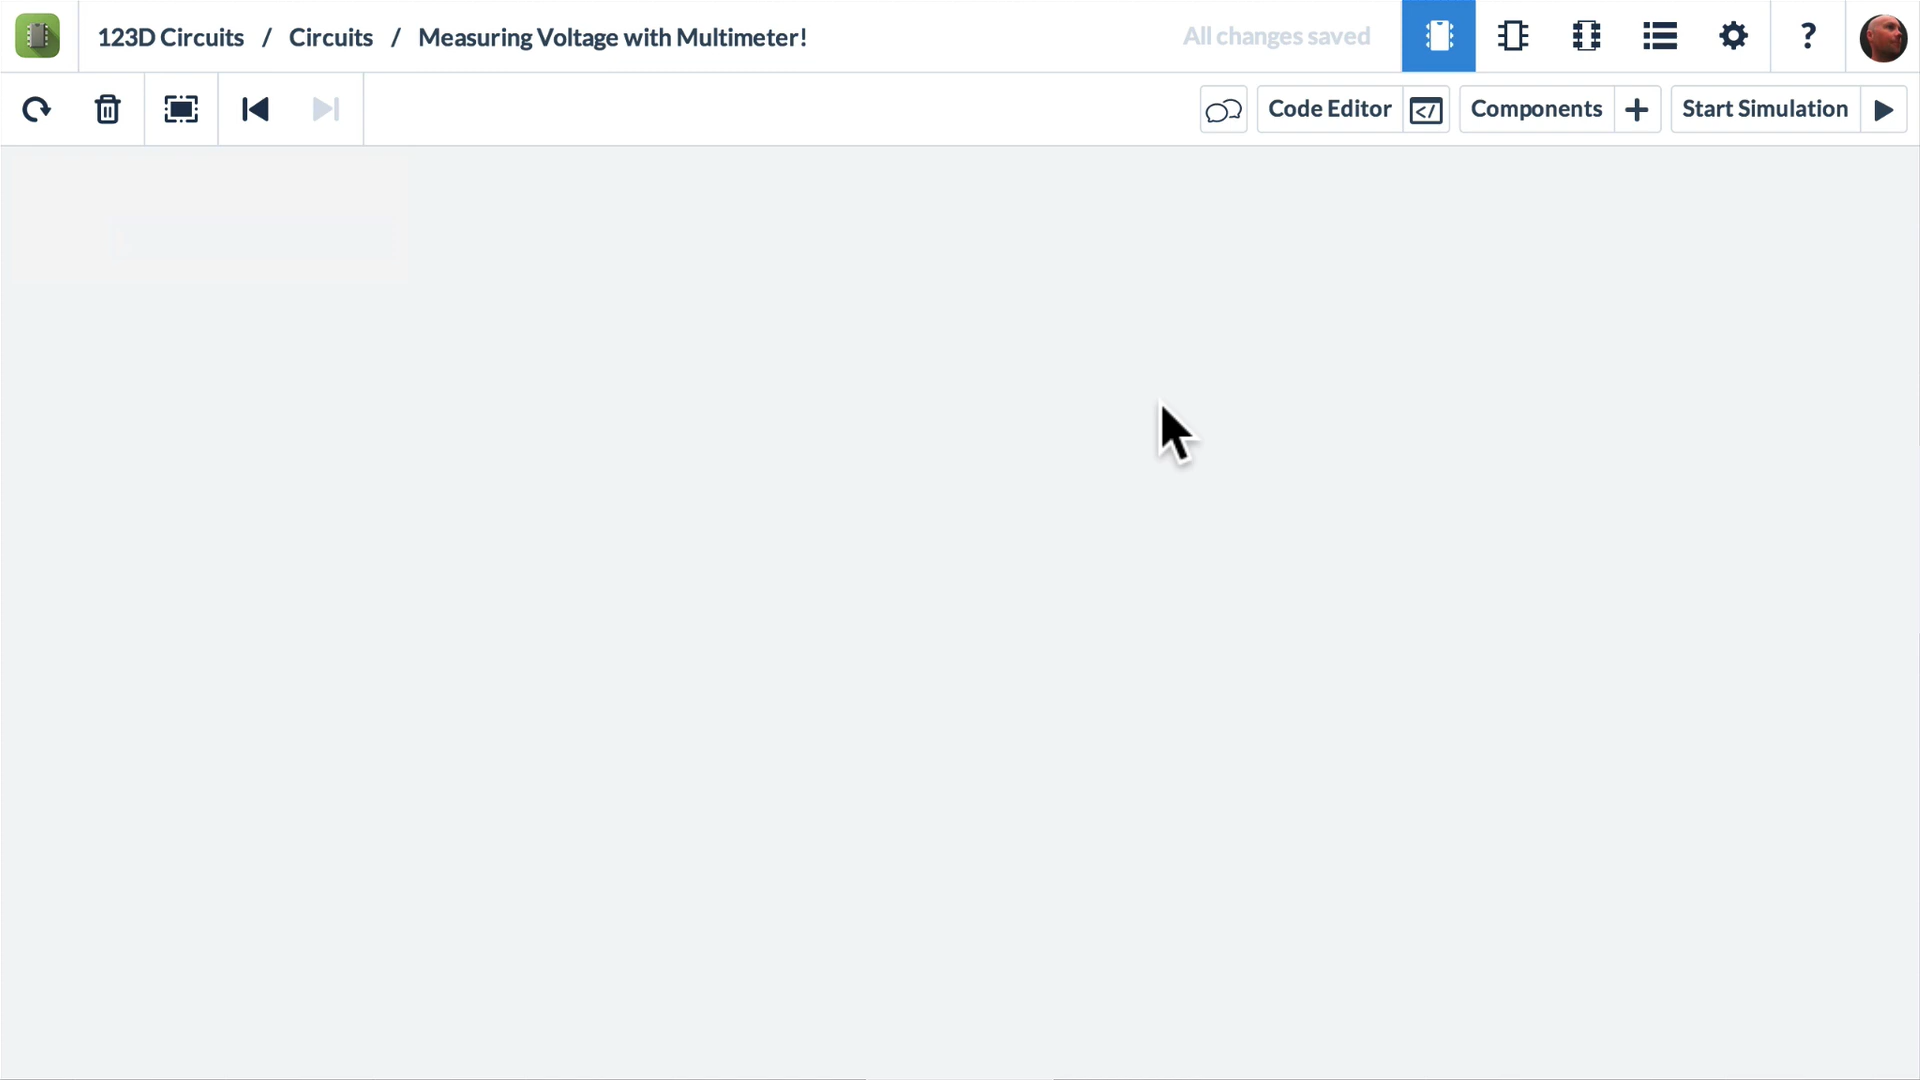 123D Circuits / Circuits / Measuring Voltage with Multimeter!
All changes saved
?
Code Editor </>
Components +
Start Simulation